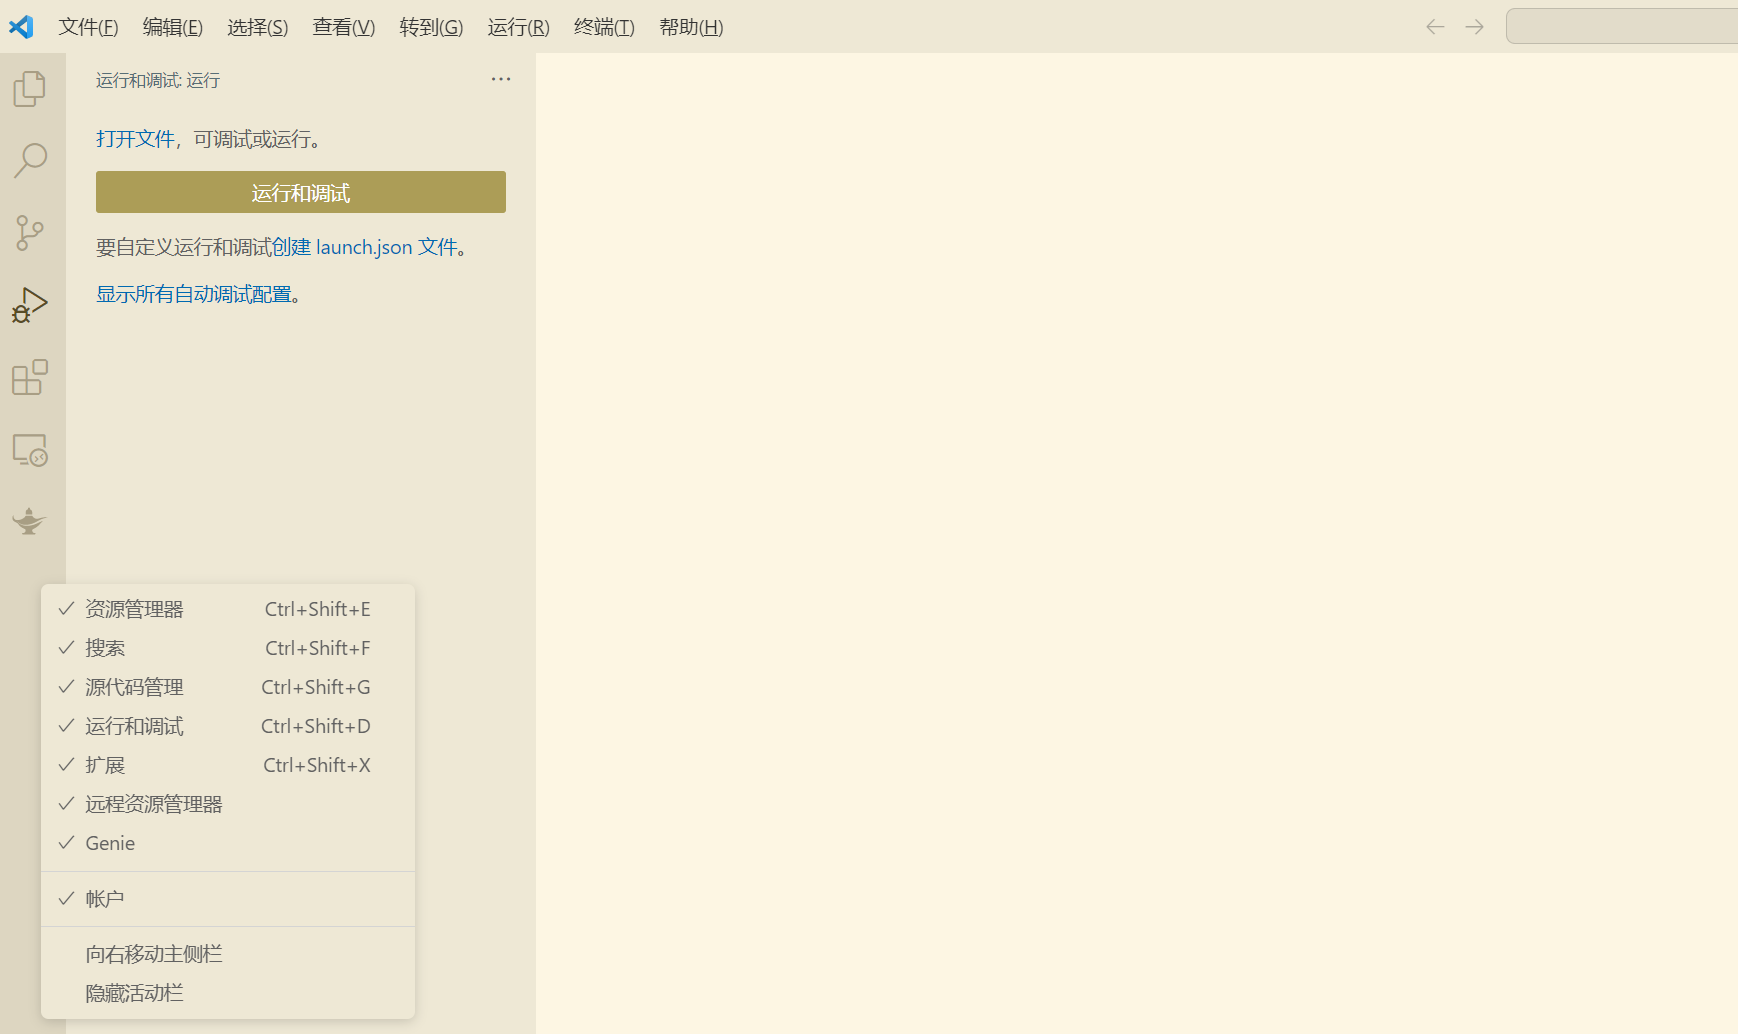 文件(F) 编辑(E) 选择(S) 查看(V) 转到(G) 运行(R) 终端(T) 帮助(H)
运行和调试: 运行
打开文件，可调试或运行。
运行和调试
要自定义运行和调试创建 launch.json 文件。
显示所有自动调试配置。
资源管理器 Ctrl+Shift+E
搜索 Ctrl+Shift+F
源代码管理 Ctrl+Shift+G
运行和调试 Ctrl+Shift+D
扩展 Ctrl+Shift+X
远程资源管理器
Genie
帐户
向右移动主侧栏
隐藏活动栏